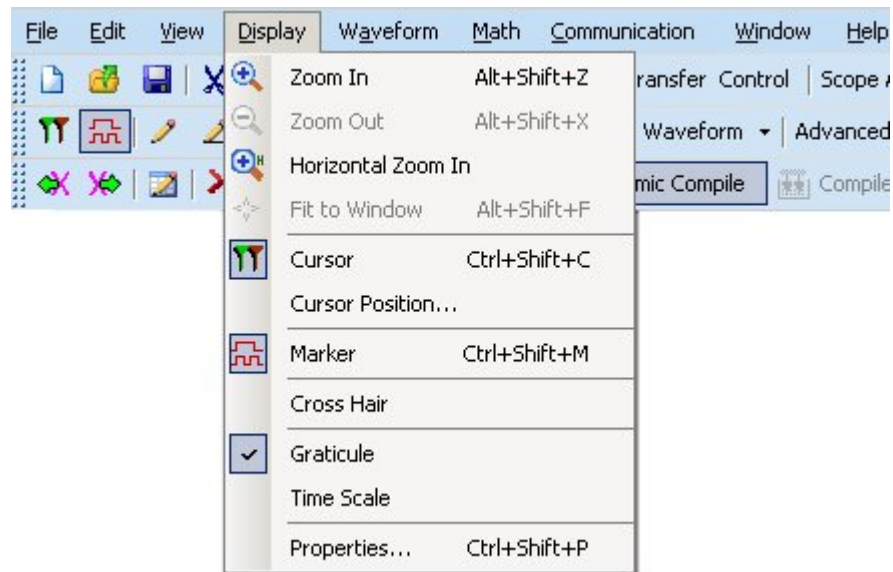 File Edit View Display Waveform Math Communication Window Help
Zoom In Alt+Shift+Z
Transfer Control Scope
Zoom Out Alt+Shift+X
Waveform Advanced
Horizontal Zoom In
Compile Compile
Fit to Window Alt+Shift+F
Cursor Ctrl+Shift+C
Cursor Position...
Marker Ctrl+Shift+M
Cross Hair
Graticule
Time Scale
Properties... Ctrl+Shift+P